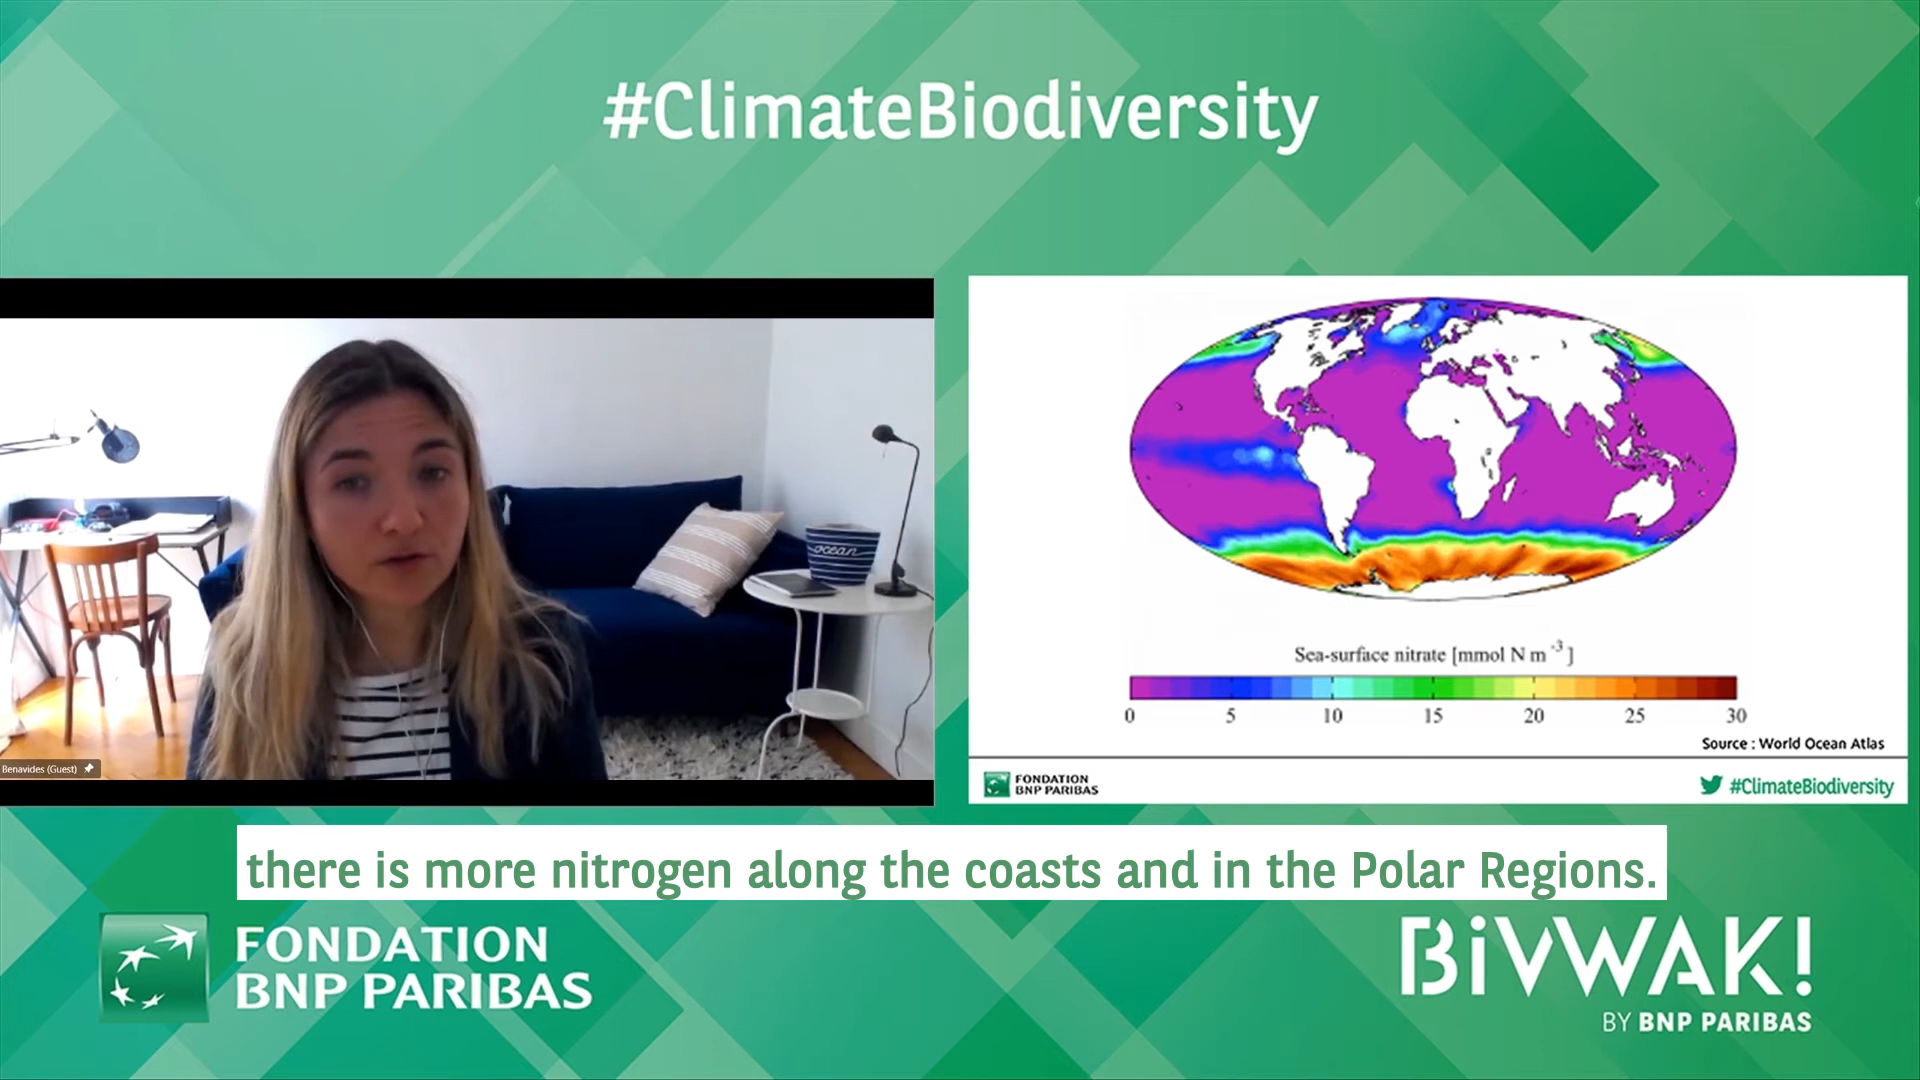 #ClimateBiodiversity
ocean
Benavides (Guest)
Sea-surface nitrate [mmol N m⁻³]
0 5 10 15 20 25 30
Source : World Ocean Atlas
FONDATION
BNP PARIBAS
#ClimateBiodiversity
there is more nitrogen along the coasts and in the Polar Regions.
FONDATION
BNP PARIBAS
BiVWAK!
BY BNP PARIBAS